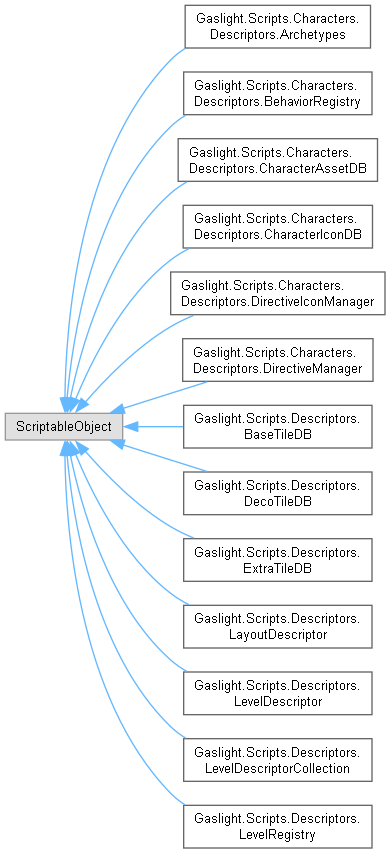 Gaslight.Scripts.Characters.
Descriptors.Archetypes
Gaslight.Scripts.Characters.
Descriptors.BehaviorRegistry
Gaslight.Scripts.Characters.
Descriptors.CharacterAssetDB
Gaslight.Scripts.Characters.
Descriptors.CharacterIconDB
Gaslight.Scripts.Characters.
Descriptors.DirectiveIconManager
Gaslight.Scripts.Characters.
Descriptors.DirectiveManager
ScriptableObject
Gaslight.Scripts.Descriptors.
BaseTileDB
Gaslight.Scripts.Descriptors.
DecoTileDB
Gaslight.Scripts.Descriptors.
ExtraTileDB
Gaslight.Scripts.Descriptors.
LayoutDescriptor
Gaslight.Scripts.Descriptors.
LevelDescriptor
Gaslight.Scripts.Descriptors.
LevelDescriptorCollection
Gaslight.Scripts.Descriptors.
LevelRegistry